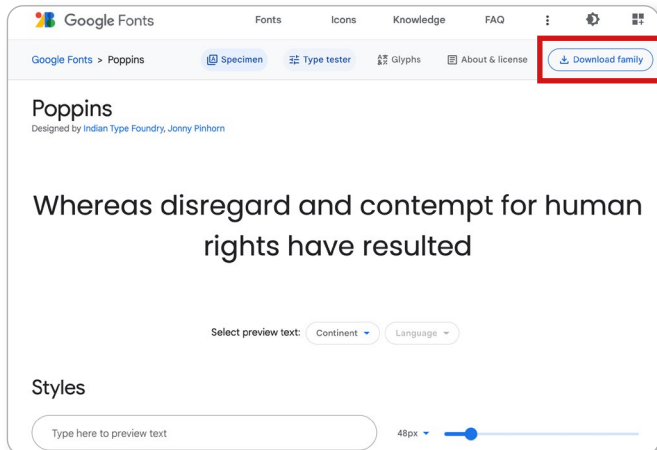 Google Fonts
Fonts
Icons
Knowledge
FAQ
Google Fonts > Poppins
Specimen
Type tester
Glyphs
About & license
Download family
Poppins
Designed by Indian Type Foundry, Jonny Pinhorn
Whereas disregard and contempt for human
rights have resulted
Select preview text:
Continent
Language
Styles
Type here to preview text
48px